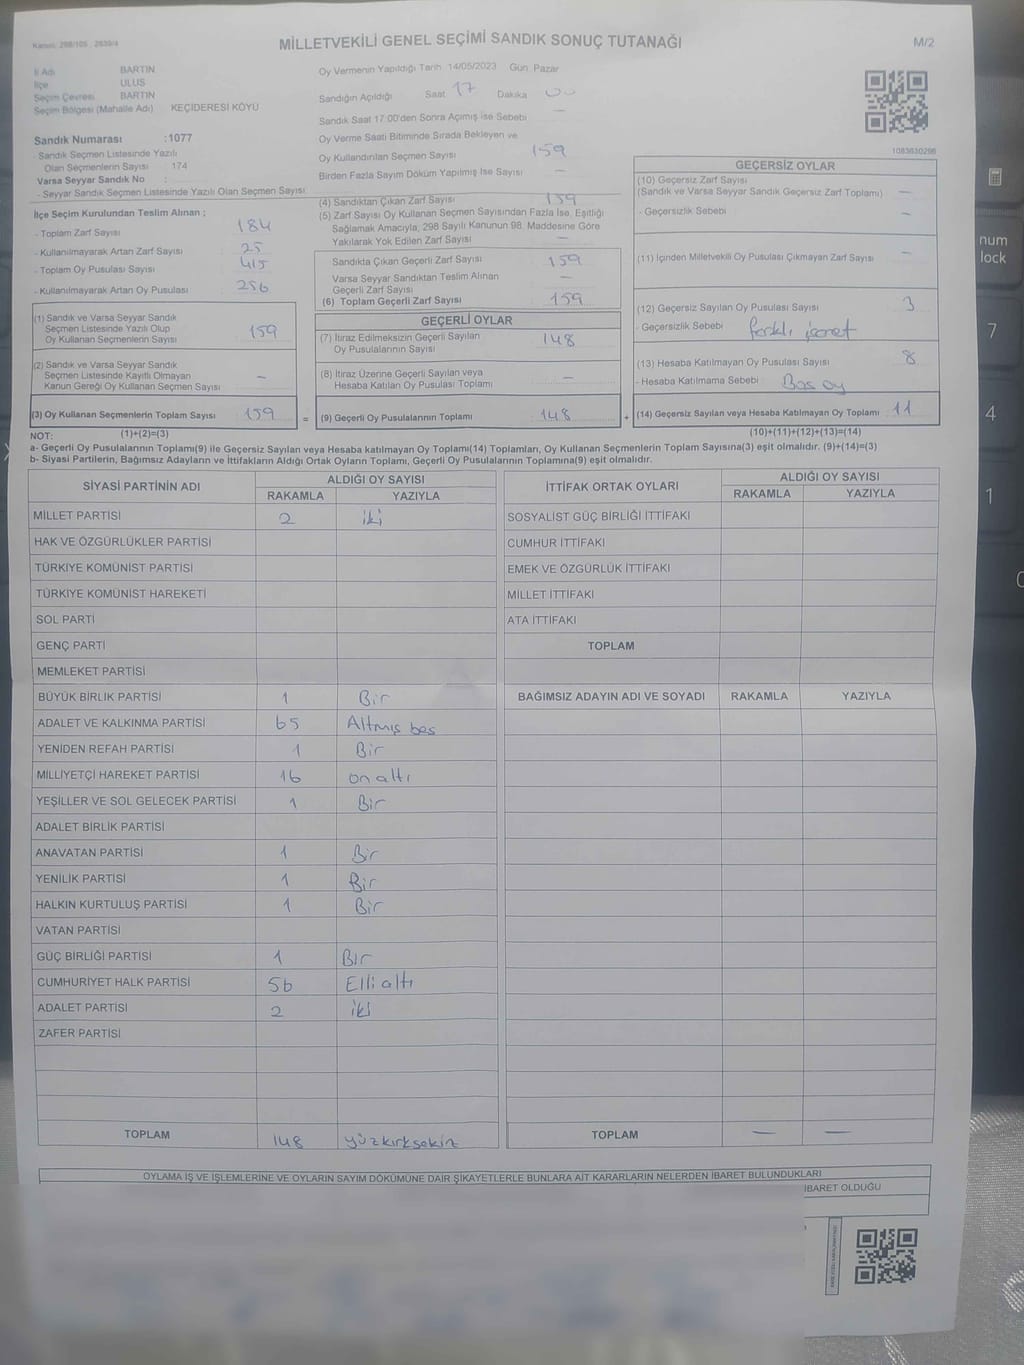 Kanun: 298/105 , 2839/4
MİLLETVEKİLİ GENEL SEÇİMİ SANDIK SONUÇ TUTANAĞI
M/2
İl Adı BARTIN
İlçe ULUS
Seçim Çevresi BARTIN
Seçim Bölgesi (Mahalle Adı) KEÇİDERESİ KÖYÜ
Oy Vermenin Yapıldığı Tarih 14/05/2023 Gün Pazar
Sandığın Açıldığı Saat 17 Dakika 00
Sandık Saat 17:00'den Sonra Açımış ise Sebebi —
Oy Verme Saati Bitiminde Sırada Bekleyen ve
Oy Kullandırılan Seçmen Sayısı 159
Birden Fazla Sayım Döküm Yapılmış İse Sayısı —
1083630296
Sandık Numarası :1077
- Sandık Seçmen Listesinde Yazılı
Olan Seçmenlerin Sayısı : 174
Varsa Seyyar Sandık No :
- Seyyar Sandık Seçmen Listesinde Yazılı Olan Seçmen Sayısı
İlçe Seçim Kurulundan Teslim Alınan ;
- Toplam Zarf Sayısı 184
- Kullanılmayarak Artan Zarf Sayısı 25
- Toplam Oy Pusulası Sayısı 415
- Kullanılmayarak Artan Oy Pusulası 256
(4) Sandıktan Çıkan Zarf Sayısı 159
(5) Zarf Sayısı Oy Kullanan Seçmen Sayısından Fazla İse, Eşitliği
Sağlamak Amacıyla, 298 Sayılı Kanunun 98. Maddesine Göre
Yakılarak Yok Edilen Zarf Sayısı —
Sandıkta Çıkan Geçerli Zarf Sayısı 159
Varsa Seyyar Sandıktan Teslim Alınan
Geçerli Zarf Sayısı —
(6) Toplam Geçerli Zarf Sayısı 159
GEÇERSİZ OYLAR
(10) Geçersiz Zarf Sayısı
(Sandık ve Varsa Seyyar Sandık Geçersiz Zarf Toplamı) —
- Geçersizlik Sebebi —
(11) İçinden Milletvekili Oy Pusulası Çıkmayan Zarf Sayısı —
(12) Geçersiz Sayılan Oy Pusulası Sayısı 3
- Geçersizlik Sebebi farklı işaret
(13) Hesaba Katılmayan Oy Pusulası Sayısı 8
- Hesaba Katılmama Sebebi Boş oy
(14) Geçersiz Sayılan veya Hesaba Katılmayan Oy Toplamı 11
(10)+(11)+(12)+(13)=(14)
(1) Sandık ve Varsa Seyyar Sandık
Seçmen Listesinde Yazılı Olup
Oy Kullanan Seçmenlerin Sayısı 159
(2) Sandık ve Varsa Seyyar Sandık
Seçmen Listesinde Kayıtlı Olmayan
Kanun Gereği Oy Kullanan Seçmen Sayısı —
(3) Oy Kullanan Seçmenlerin Toplam Sayısı 159 =
(1)+(2)=(3)
GEÇERLİ OYLAR
(7) İtiraz Edilmeksizin Geçerli Sayılan
Oy Pusulalarının Sayısı 148
(8) İtiraz Üzerine Geçerli Sayılan veya
Hesaba Katılan Oy Pusulası Toplamı —
(9) Geçerli Oy Pusulalarının Toplamı 148 +
NOT:
a- Geçerli Oy Pusulalarının Toplamı(9) ile Geçersiz Sayılan veya Hesaba katılmayan Oy Toplamı(14) Toplamları, Oy Kullanan Seçmenlerin Toplam Sayısına(3) eşit olmalıdır. (9)+(14)=(3)
b- Siyasi Partilerin, Bağımsız Adayların ve İttifakların Aldığı Ortak Oyların Toplamı, Geçerli Oy Pusulalarının Toplamına(9) eşit olmalıdır.
SİYASİ PARTİNİN ADI ALDIĞI OY SAYISI
RAKAMLA YAZIYLA
MİLLET PARTİSİ 2 iki
HAK VE ÖZGÜRLÜKLER PARTİSİ
TÜRKİYE KOMÜNİST PARTİSİ
TÜRKİYE KOMÜNİST HAREKETİ
SOL PARTİ
GENÇ PARTİ
MEMLEKET PARTİSİ
BÜYÜK BİRLİK PARTİSİ 1 Bir
ADALET VE KALKINMA PARTİSİ 65 Altmış beş
YENİDEN REFAH PARTİSİ 1 Bir
MİLLİYETÇİ HAREKET PARTİSİ 16 on altı
YEŞİLLER VE SOL GELECEK PARTİSİ 1 Bir
ADALET BİRLİK PARTİSİ
ANAVATAN PARTİSİ 1 Bir
YENİLİK PARTİSİ 1 Bir
HALKIN KURTULUŞ PARTİSİ 1 Bir
VATAN PARTİSİ
GÜÇ BİRLİĞİ PARTİSİ 1 Bir
CUMHURİYET HALK PARTİSİ 56 Elli altı
ADALET PARTİSİ 2 iki
ZAFER PARTİSİ
TOPLAM 148 yüzkırksekiz
İTTİFAK ORTAK OYLARI ALDIĞI OY SAYISI
RAKAMLA YAZIYLA
SOSYALİST GÜÇ BİRLİĞİ İTTİFAKI
CUMHUR İTTİFAKI
EMEK VE ÖZGÜRLÜK İTTİFAKI
MİLLET İTTİFAKI
ATA İTTİFAKI
TOPLAM
BAĞIMSIZ ADAYIN ADI VE SOYADI RAKAMLA YAZIYLA
TOPLAM — —
OYLAMA İŞ VE İŞLEMLERİNE VE OYLARIN SAYIM DÖKÜMÜNE DAİR ŞİKAYETLERLE BUNLARA AİT KARARLARIN NELERDEN İBARET BULUNDUKLARI
İBARET OLDUĞU
num
lock
7
4
1